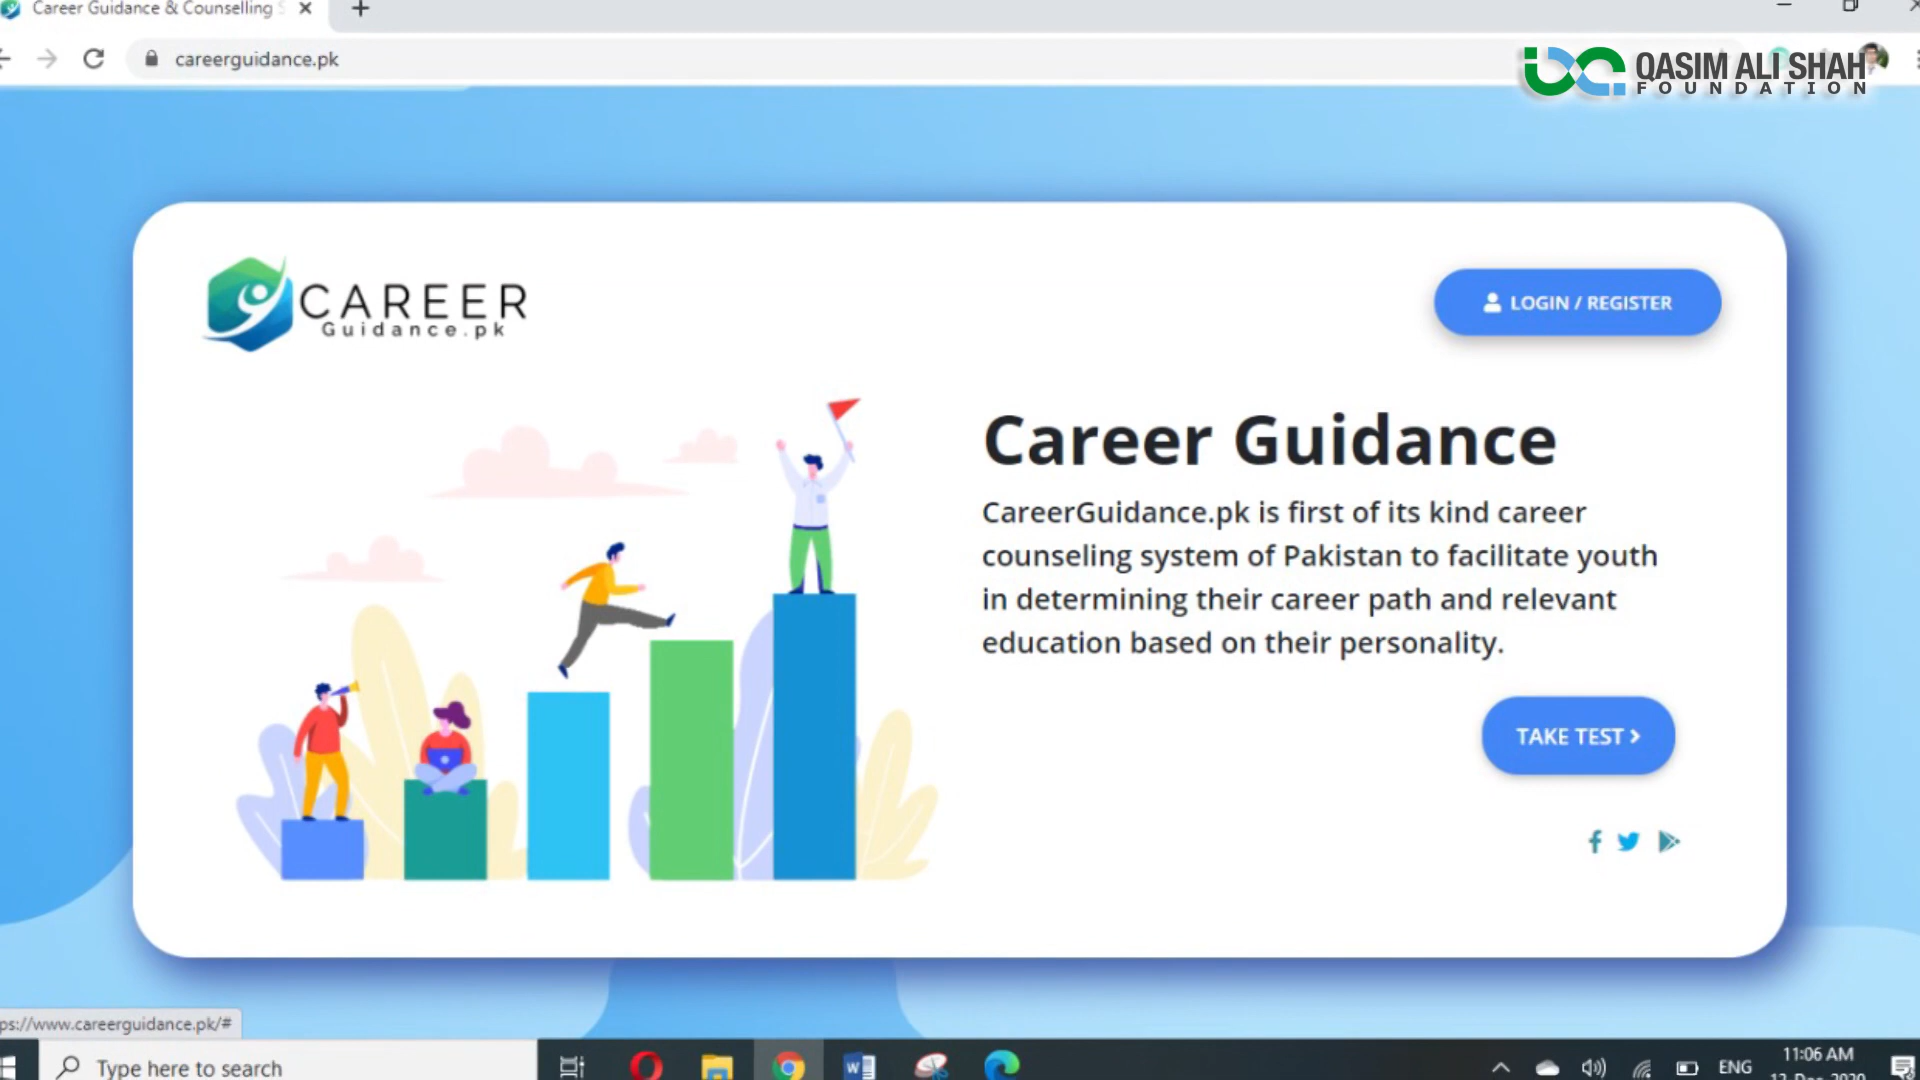 Career Guidance & Counselling
careerguidance.pk
QASIM ALI SHAH
FOUNDATION
CAREER
Guidance.pk
LOGIN / REGISTER
Career Guidance
CareerGuidance.pk is first of its kind career
counseling system of Pakistan to facilitate youth
in determining their career path and relevant
education based on their personality.
TAKE TEST
ps://www.careerguidance.pk/#
Type here to search
ENG
11:06 AM